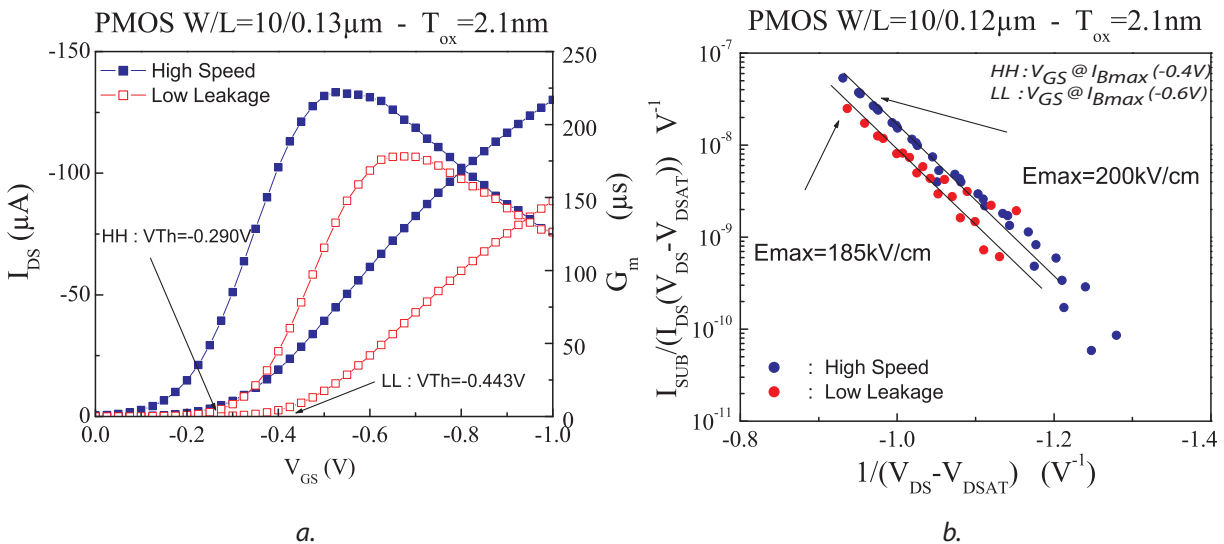 PMOS W/L=10/0.13µm - Tox=2.1nm
-150
-100
-50
0
250
200
150
100
50
0
High Speed
Low Leakage
IDS (µA)
Gm (µs)
HH : VTh=-0.290V
LL : VTh=-0.443V
0.0 -0.2 -0.4 -0.6 -0.8 -1.0
VGS (V)
a.
PMOS W/L=10/0.12µm - Tox=2.1nm
10-7
10-8
10-9
10-10
10-11
HH : VGS @ IBmax (-0.4V)
LL : VGS @ IBmax (-0.6V)
Emax=200kV/cm
Emax=185kV/cm
ISUB/(IDS(VDS-VDSAT)) V-1
: High Speed
: Low Leakage
-0.8 -1.0 -1.2 -1.4
1/(VDS-VDSAT) (V-1)
b.